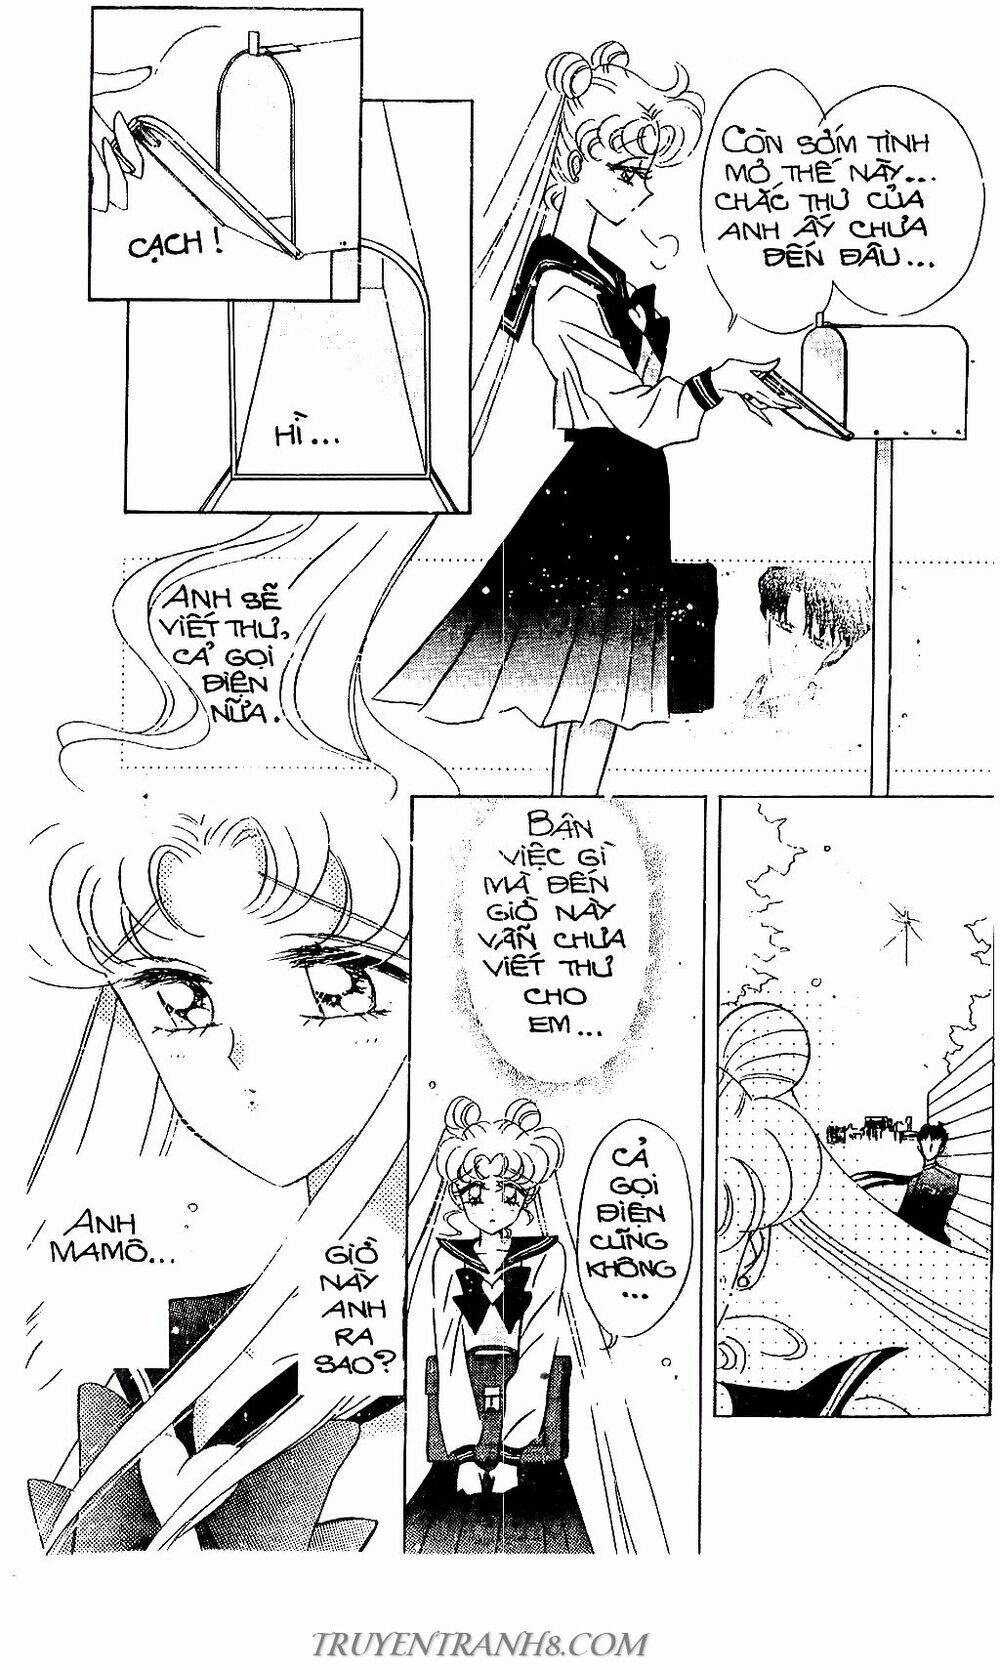 CẠCH!
HÌ...
CÒN SỚM TINH
MƠ THẾ NÀY...
CHẮC THƯ CỦA
ANH ẤY CHƯA
ĐẾN ĐÂU...
ANH SẼ
VIẾT THƯ,
CẢ GỌI
ĐIỆN
NỮA.
BẬN
VIỆC GÌ
MÀ ĐẾN
GIỜ NÀY
VẪN CHƯA
VIẾT THƯ
CHO
EM...
CẢ
GỌI
ĐIỆN
CŨNG
KHÔNG
...
ANH
MAMÔ...
GIỜ
NÀY
ANH
RA
SAO?
TRUYENTRANH8.COM